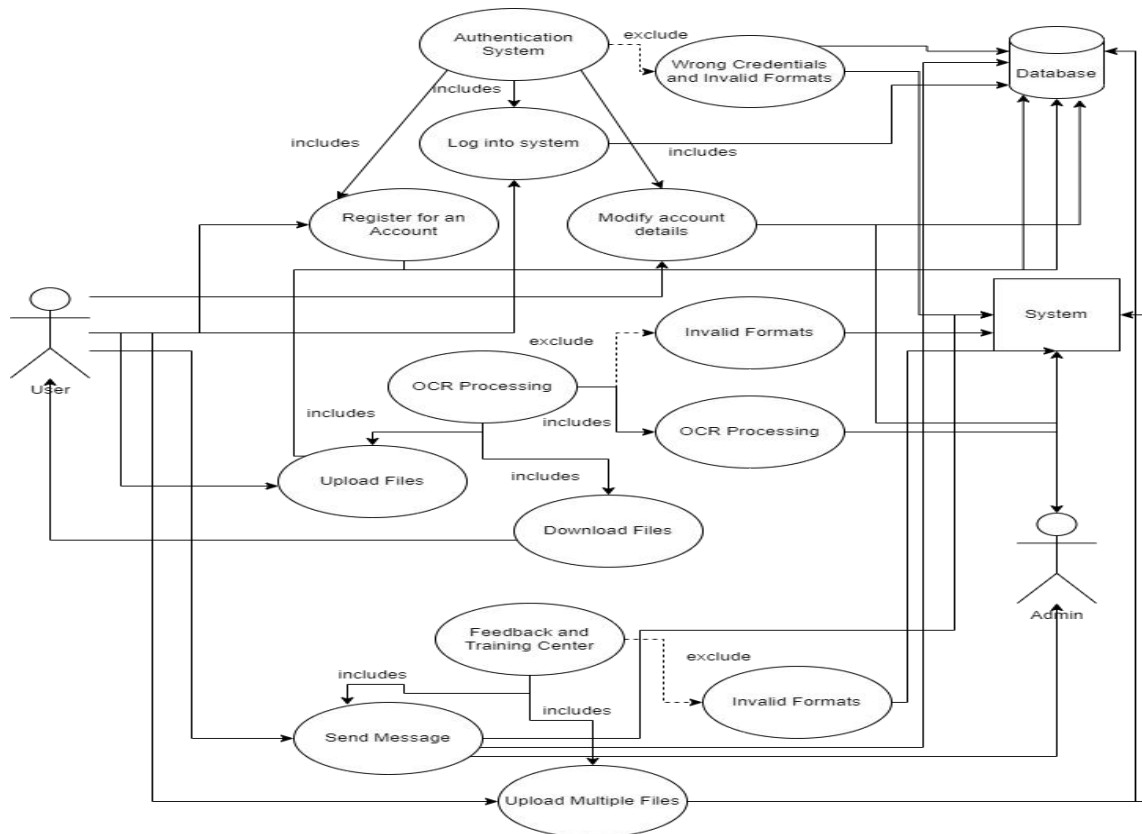 Authentication
System
exclude
Wrong Credentials
and Invalid Formats
Database
includes
includes
Log into system
includes
Register for an
Account
Modify account
details
System
Invalid Formats
exclude
User
OCR Processing
includes
includes
OCR Processing
Upload Files
includes
Download Files
Admin
Feedback and
Training Center
exclude
includes
Invalid Formats
includes
Send Message
Upload Multiple Files